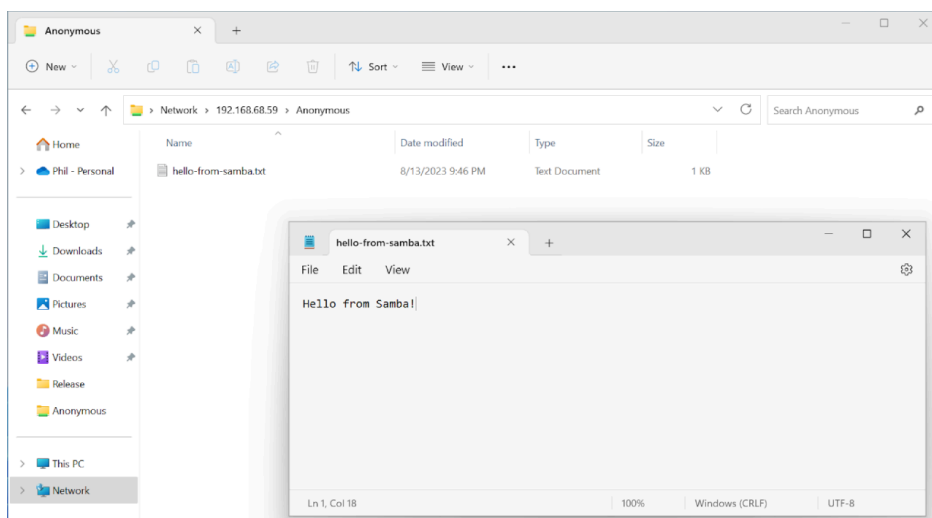 Anonymous
New
Sort
View
Network > 192.168.68.59 > Anonymous
Search Anonymous
Home
Name
Date modified
Type
Size
Phil - Personal
hello-from-samba.txt
8/13/2023 9:46 PM
Text Document
1 KB
Desktop
Downloads
Documents
Pictures
Music
Videos
Release
Anonymous
This PC
Network
hello-from-samba.txt
File Edit View
Hello from Samba!
Ln 1, Col 18
100%
Windows (CRLF)
UTF-8